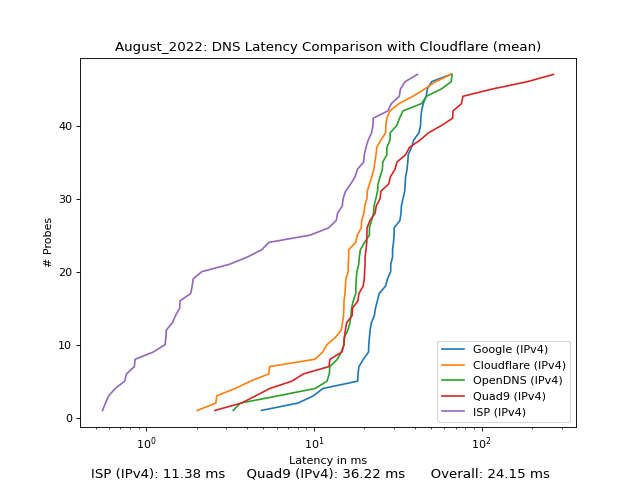 August_2022: DNS Latency Comparison with Cloudflare (mean)
# Probes
40
30
20
10
0
Google (IPv4)
Cloudflare (IPv4)
OpenDNS (IPv4)
Quad9 (IPv4)
ISP (IPv4)
10⁰ 10¹ 10²
Latency in ms
ISP (IPv4): 11.38 ms Quad9 (IPv4): 36.22 ms Overall: 24.15 ms